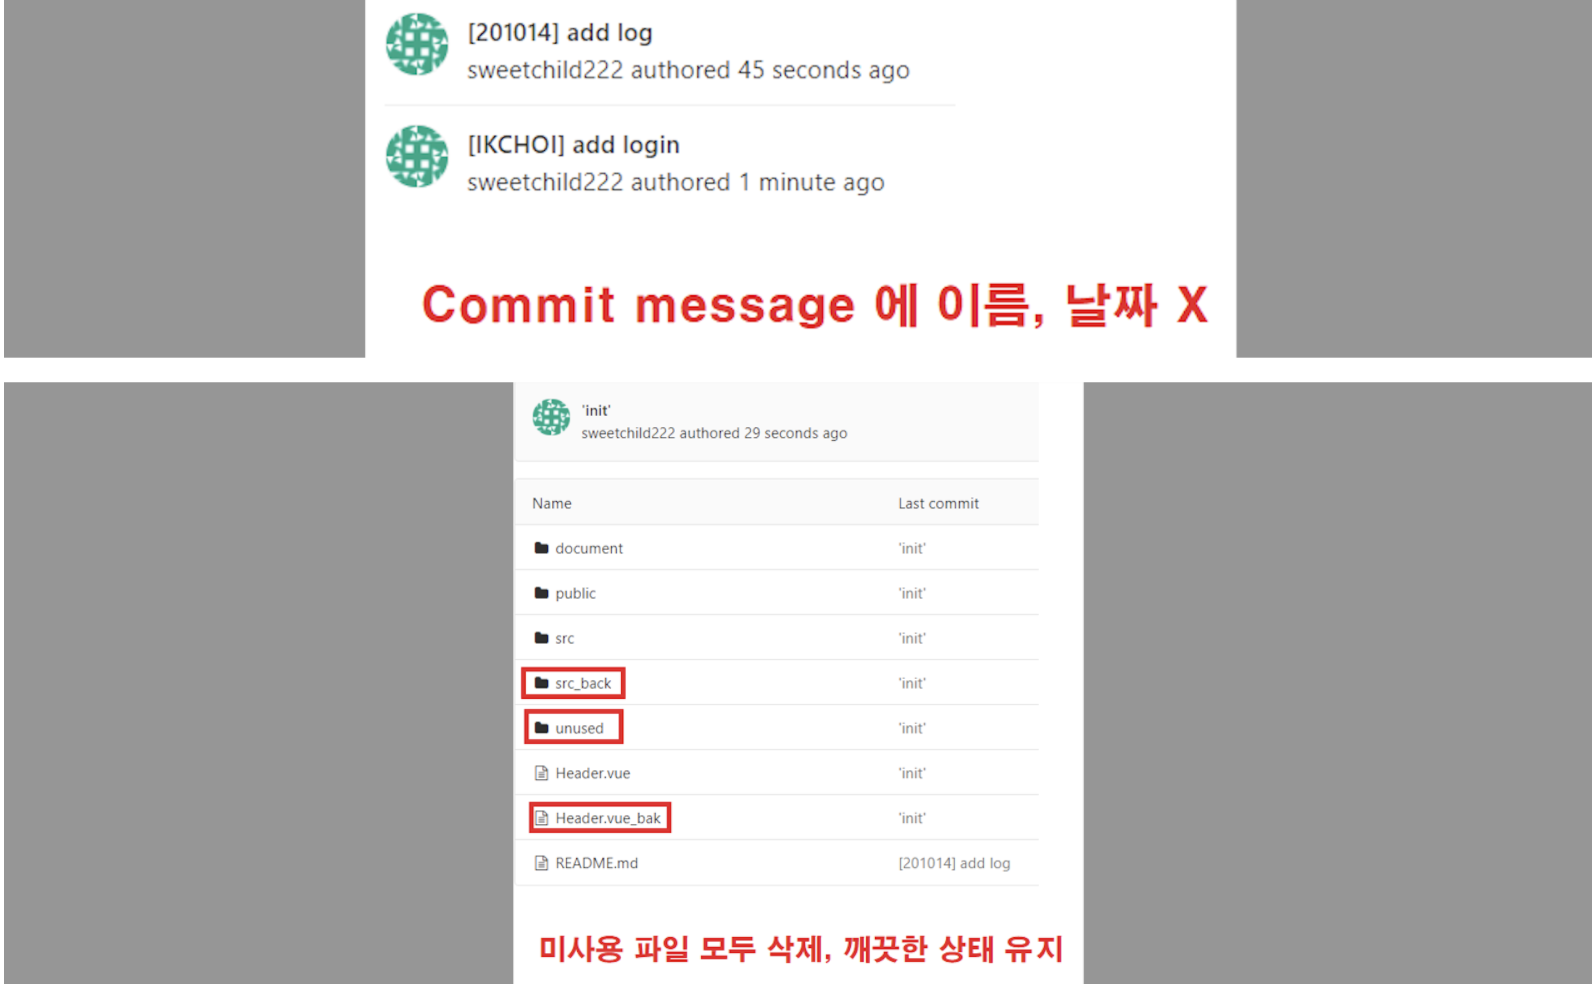 [201014] add log
sweetchild222 authored 45 seconds ago
[IKCHOI] add login
sweetchild222 authored 1 minute ago
Commit message 에 이름, 날짜 X
'init'
sweetchild222 authored 29 seconds ago
Name Last commit
document 'init'
public 'init'
src 'init'
src_back 'init'
unused 'init'
Header.vue 'init'
Header.vue_bak 'init'
README.md [201014] add log
미사용 파일 모두 삭제, 깨끗한 상태 유지